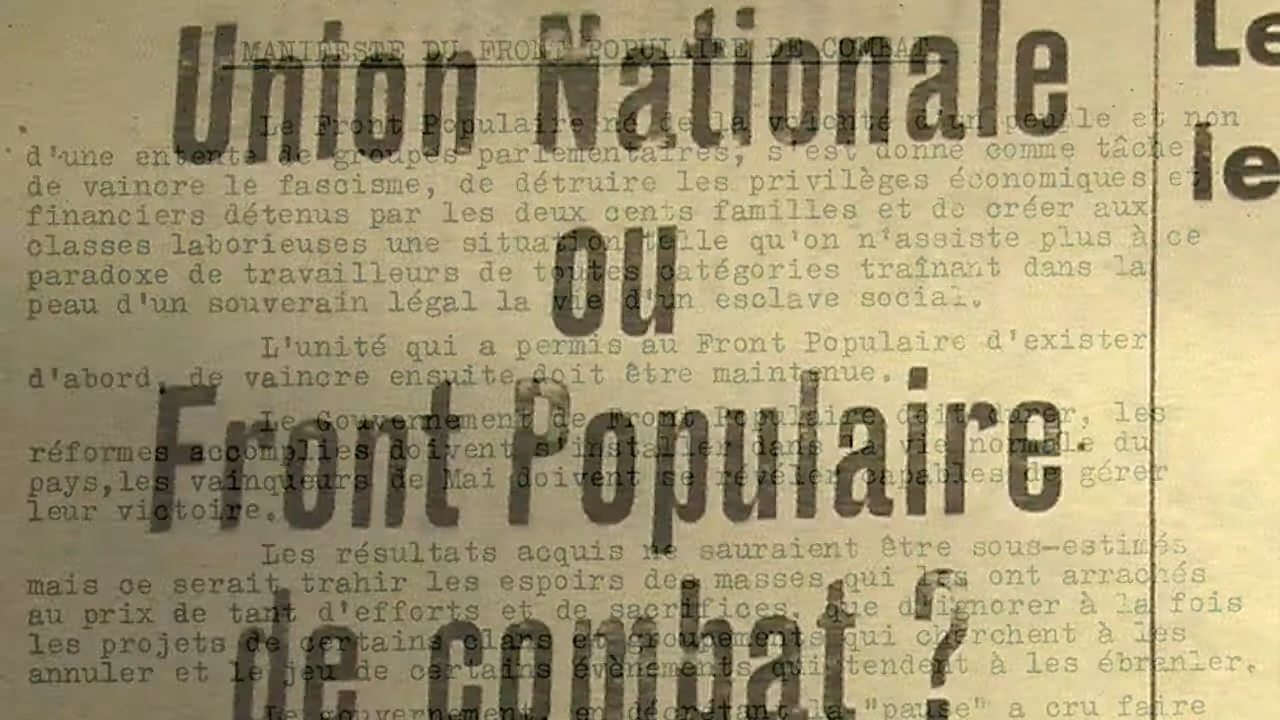 Union Nationale
ou
Front Populaire
de combat ?
Le
le
MANIFESTE DU FRONT POPULAIRE DE COMBAT
Le Front Populaire né de la volonté d'un peuple et non
d'une entente de groupes parlementaires, s'est donné comme tâche
de vaincre le fascisme, de détruire les privilèges économiques et
financiers détenus par les deux cents familles et de créer aux
classes laborieuses une situation telle qu'on n'assiste plus à ce
paradoxe de travailleurs de toutes catégories traînant dans la
peau d'un souverain légal la vie d'un esclave social.
L'unité qui a permis au Front Populaire d'exister
d'abord, de vaincre ensuite doit être maintenue.
Le Gouvernement de Front Populaire doit durer, les
réformes accomplies doivent s'installer dans la vie normale du
pays,les vainqueurs de Mai doivent se révéler capables de gérer
leur victoire.
Les résultats acquis ne sauraient être sous-estimés
mais ce serait trahir les espoirs des masses qui les ont arrachés
au prix de tant d'efforts et de sacrifices, que d'ignorer à la fois
les projets de certains clans et groupements qui cherchent à les
annuler et le jeu de certains évènements qui tendent à les ébranler.
Le gouvernement, en décrétant la "pause" a cru faire